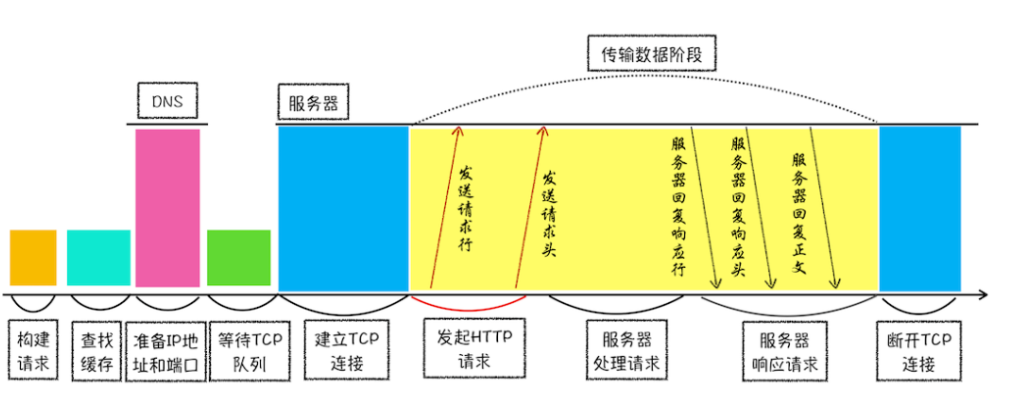 传输数据阶段
DNS
服务器
发送请求行
发送请求头
服务器回复响应行
服务器回复响应头
服务器回复正文
构建
请求
查找
缓存
准备IP地
址和端口
等待TCP
队列
建立TCP
连接
发起HTTP
请求
服务器
处理请求
服务器
响应请求
断开TCP
连接